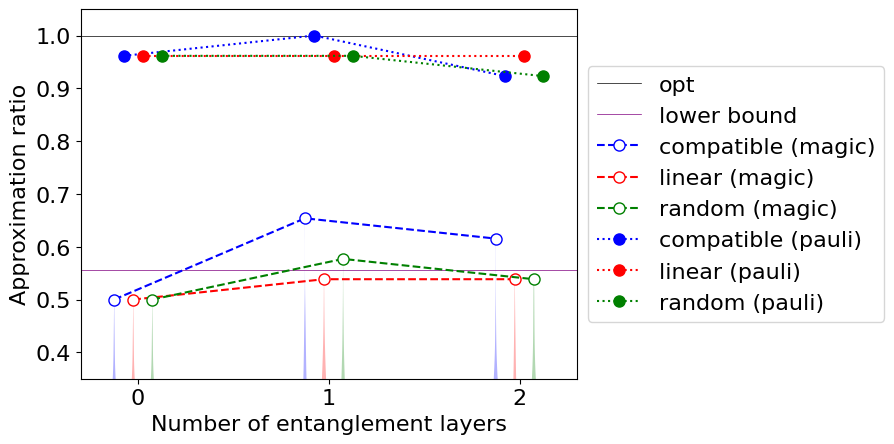 Approximation ratio
1.0
0.9
0.8
0.7
0.6
0.5
0.4
0
1
2
Number of entanglement layers
opt
lower bound
compatible (magic)
linear (magic)
random (magic)
compatible (pauli)
linear (pauli)
random (pauli)